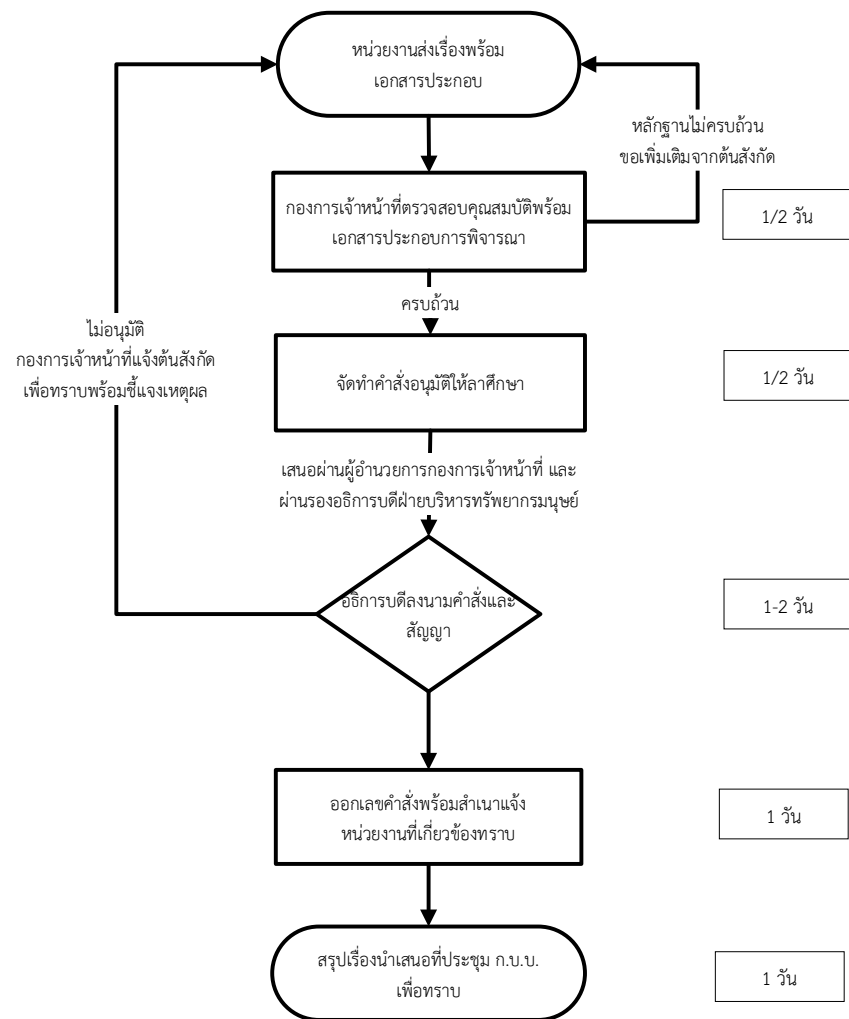 หน่วยงานส่งเรื่องพร้อม
เอกสารประกอบ
หลักฐานไม่ครบถ้วน
ขอเพิ่มเติมจากต้นสังกัด
กองการเจ้าหน้าที่ตรวจสอบคุณสมบัติพร้อม
เอกสารประกอบการพิจารณา
1/2 วัน
ครบถ้วน
ไม่อนุมัติ
กองการเจ้าหน้าที่แจ้งต้นสังกัด
เพื่อทราบพร้อมชี้แจงเหตุผล
จัดทำคำสั่งอนุมัติให้ลาศึกษา
1/2 วัน
เสนอผ่านผู้อำนวยการกองการเจ้าหน้าที่ และ
ผ่านรองอธิการบดีฝ่ายบริหารทรัพยากรมนุษย์
อธิการบดีลงนามคำสั่งและ
สัญญา
1-2 วัน
ออกเลขคำสั่งพร้อมสำเนาแจ้ง
หน่วยงานที่เกี่ยวข้องทราบ
1 วัน
สรุปเรื่องนำเสนอที่ประชุม ก.บ.บ.
เพื่อทราบ
1 วัน